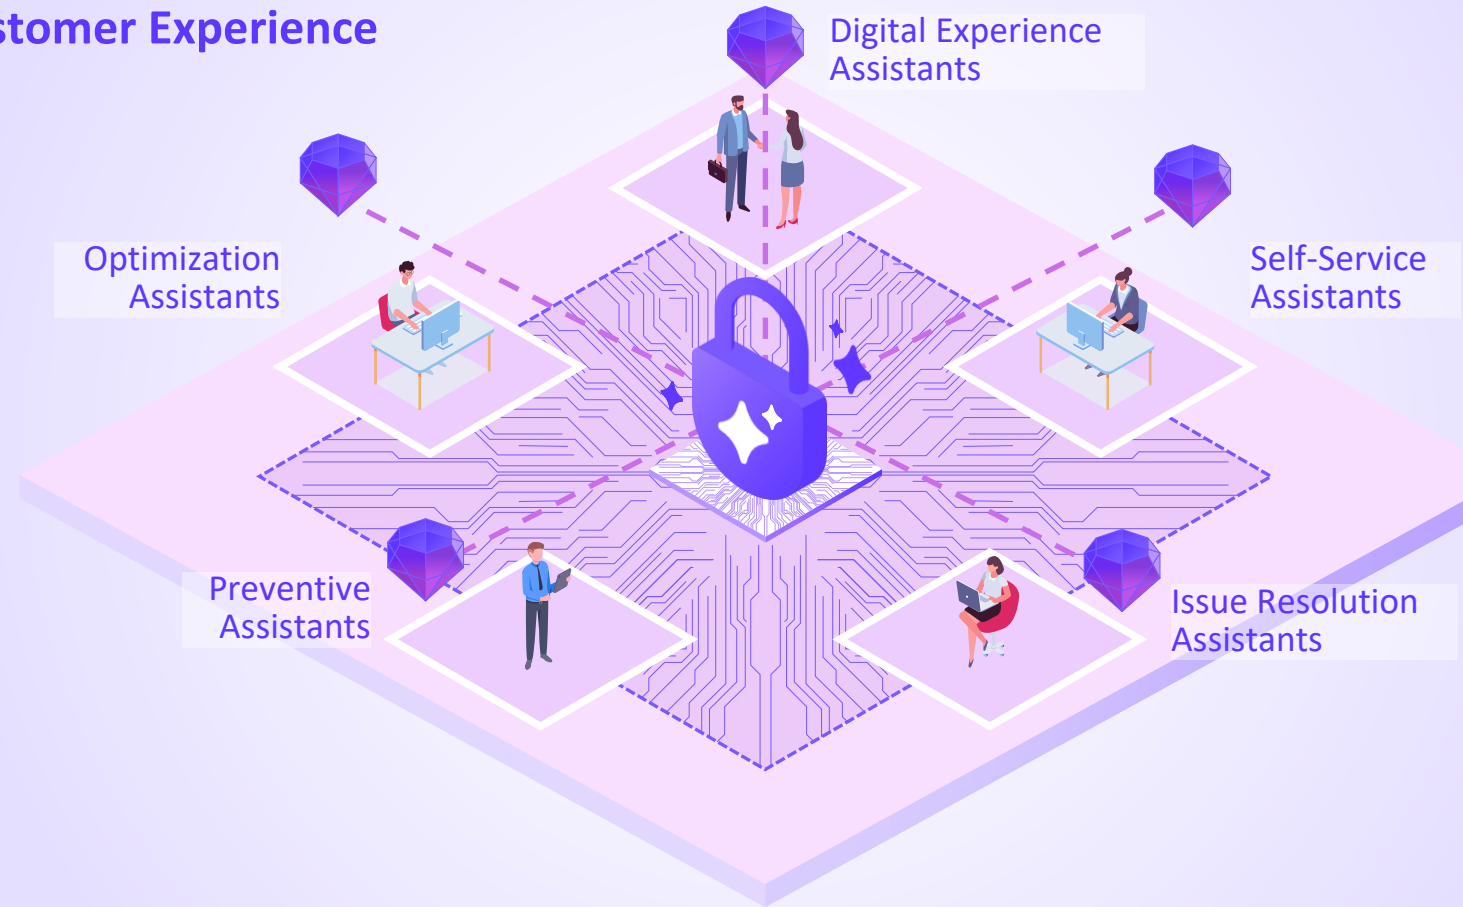 stomer Experience
Digital Experience
Assistants
Optimization
Assistants
Self-Service
Assistants
Preventive
Assistants
Issue Resolution
Assistants